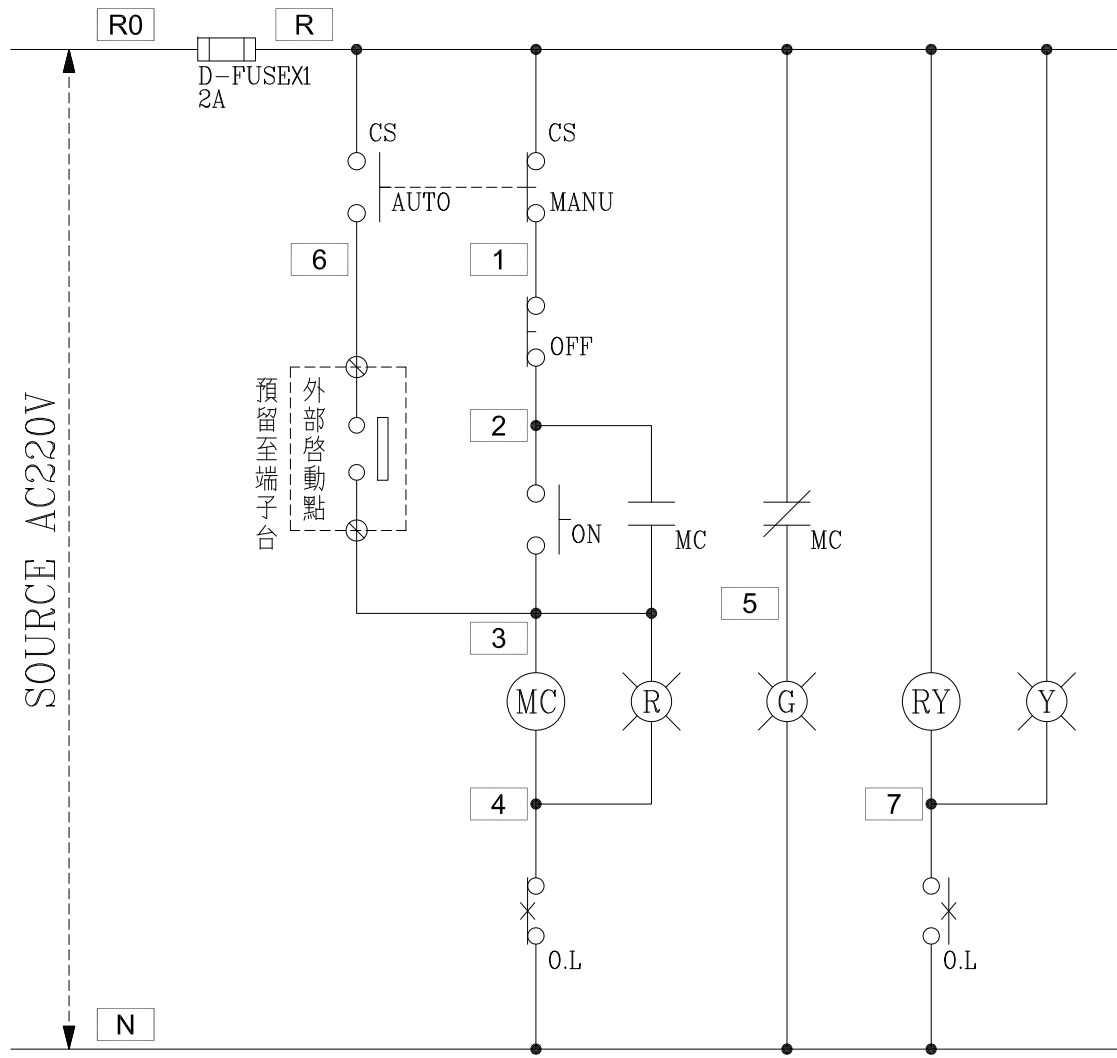 R0
R
D-FUSEX1
2A
CS
CS
AUTO
MANU
6
1
OFF
預留至端子台
外部啓動點
2
ON
MC
MC
SOURCE AC220V
5
3
MC
R
G
RY
Y
4
7
O.L
O.L
N